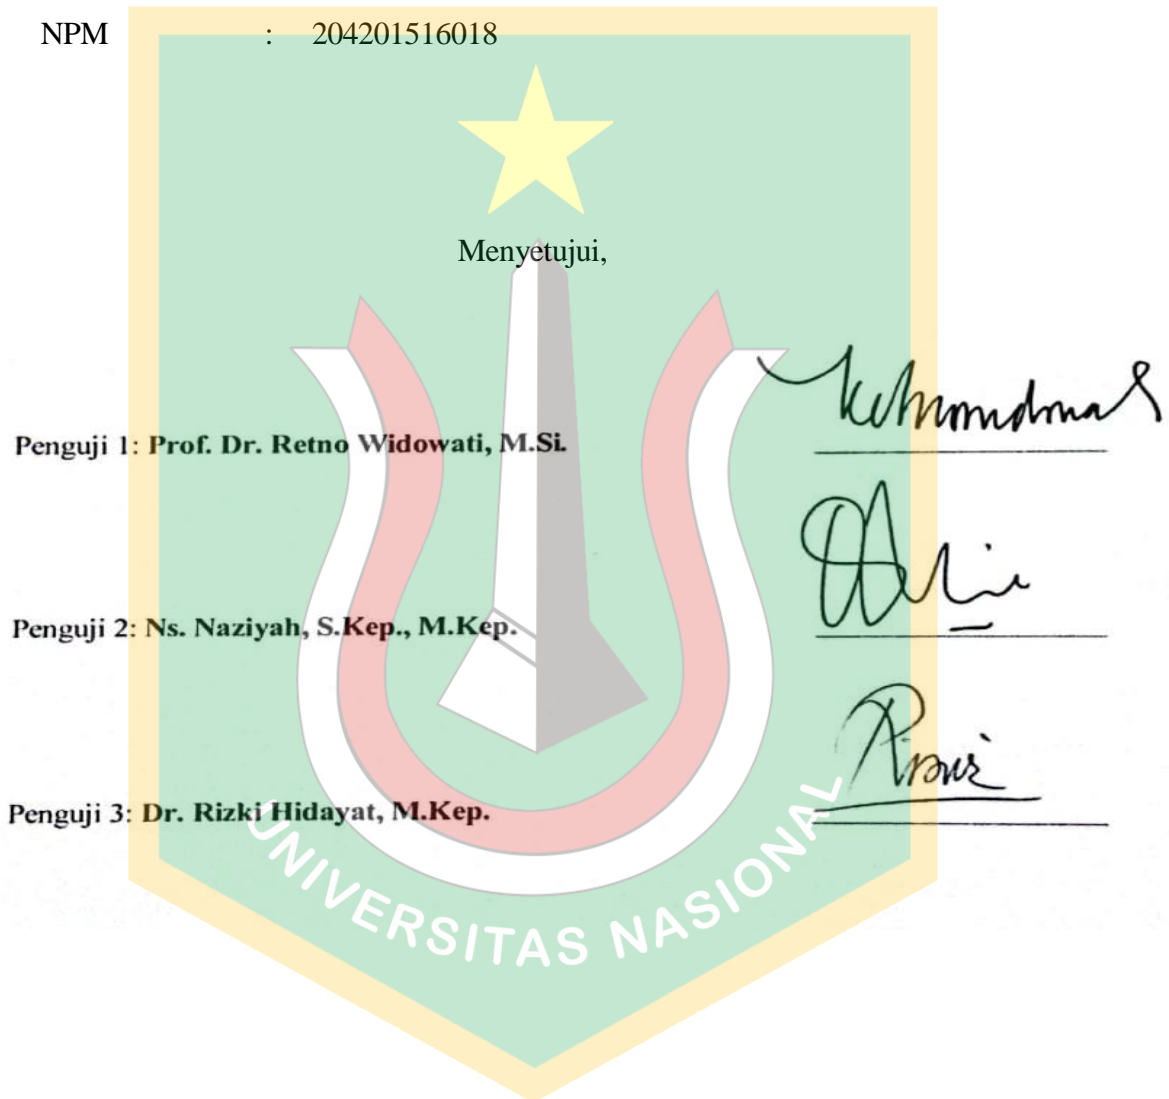 NPM : 204201516018
Menyetujui,
Penguji 1: Prof. Dr. Retno Widowati, M.Si.
Penguji 2: Ns. Naziyah, S.Kep., M.Kep.
Penguji 3: Dr. Rizki Hidayat, M.Kep.
UNIVERSITAS NASIONAL